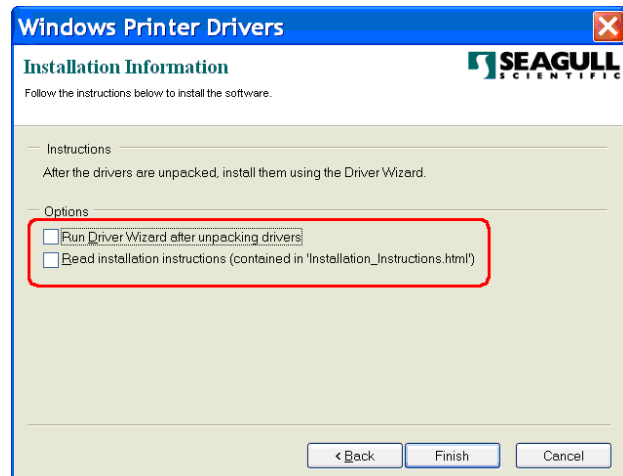 Windows Printer Drivers
Installation Information
SEAGULL
SCIENTIFIC
Follow the instructions below to install the software.
Instructions
After the drivers are unpacked, install them using the Driver Wizard.
Options
Run Driver Wizard after unpacking drivers
Read installation instructions (contained in 'Installation_Instructions.html')
< Back Finish Cancel